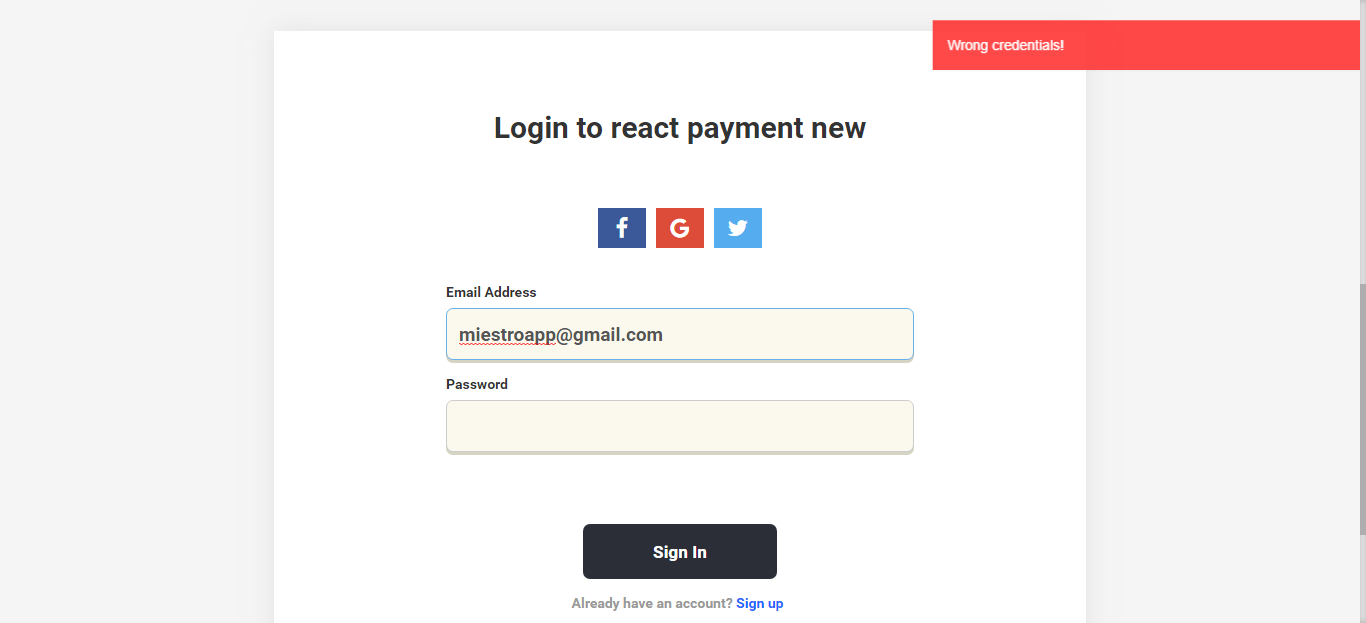 Wrong credentials!
Login to react payment new
Email Address
miestroapp@gmail.com
Password
Sign In
Already have an account? Sign up